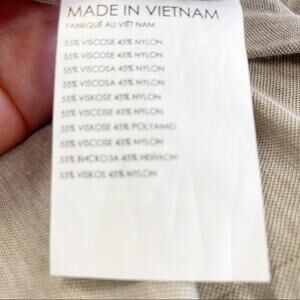 MADE IN VIETNAM
FABRIQUÉ AU VIÊT NAM
55% VISCOSE 45% NYLON
55% VISCOSA 45% NYLON
55% VISCOSE 45% NYLON
55% VISCOSA 45% NYLON
55% VISKOSE 45% NYLON
55% VISCOSE 45% NYLON
55% VISKOSE 45% POLYAMID
55% VISCOSE 45% NYLON
55% ВИСКОЗА 45% НЕЙЛОН
55% VISKOS 45% NYLON